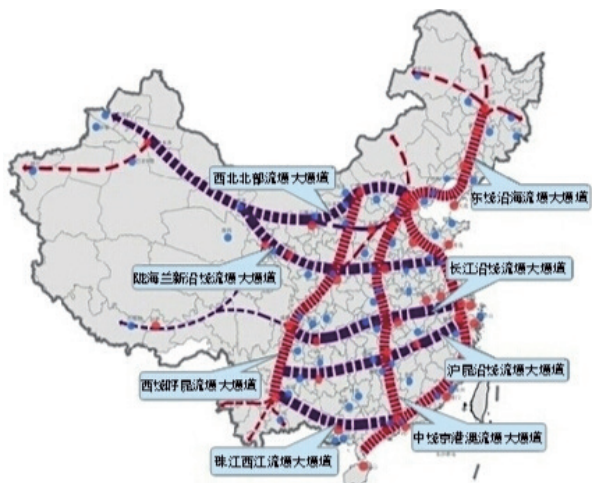 西北北部流通大通道
东线沿海流通大通道
陇海兰新沿线流通大通道
长江沿线流通大通道
沪昆沿线流通大通道
西线呼昆流通大通道
中线京港澳流通大通道
珠江西江流通大通道